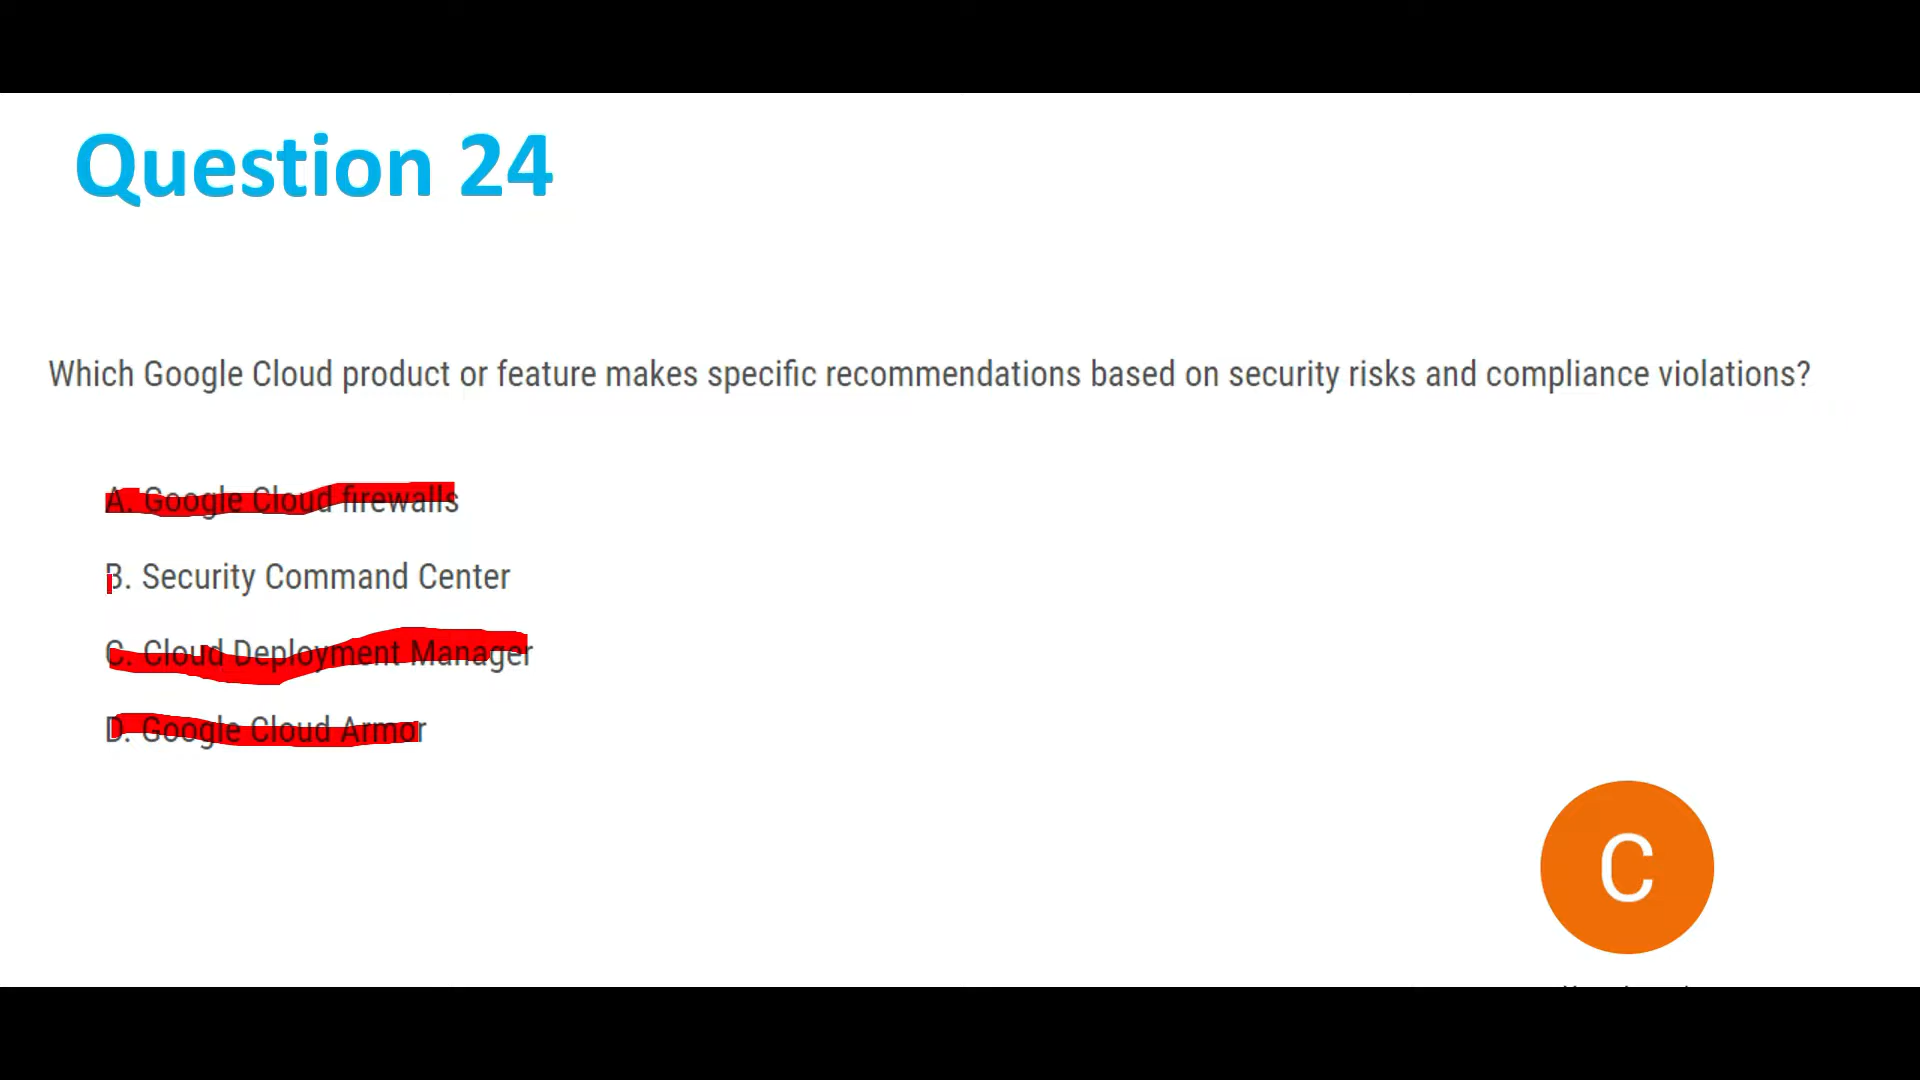 Question 24
Which Google Cloud product or feature makes specific recommendations based on security risks and compliance violations?
A. Google Cloud firewalls
B. Security Command Center
C. Cloud Deployment Manager
D. Google Cloud Armor
C